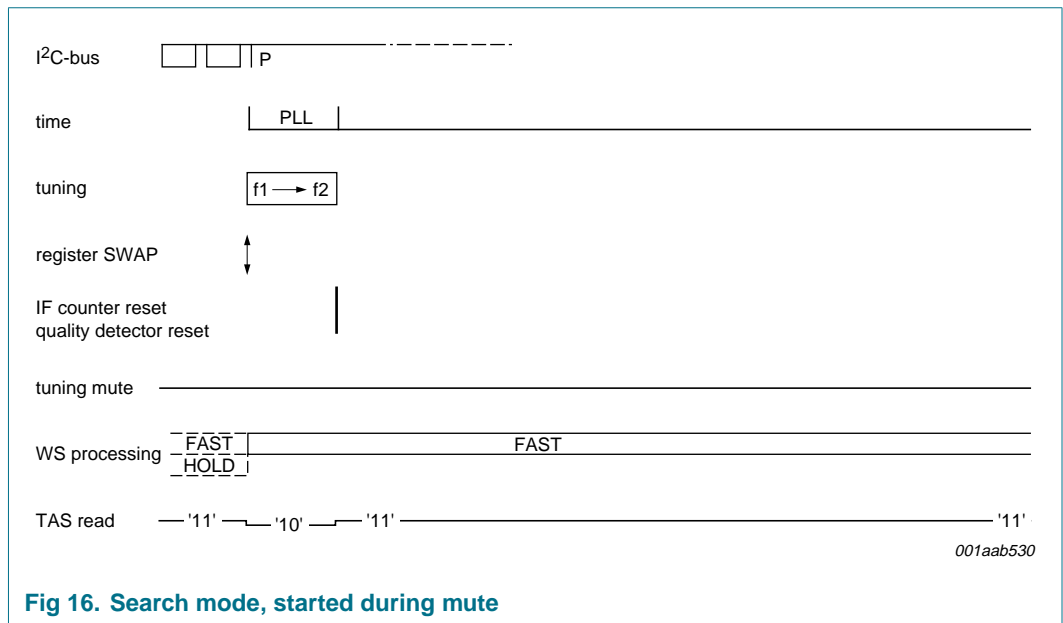 I²C-bus P
time PLL
tuning f1 → f2
register SWAP
IF counter reset
quality detector reset
tuning mute
WS processing FAST FAST
HOLD
TAS read '11' '10' '11' '11'
001aab530
Fig 16. Search mode, started during mute